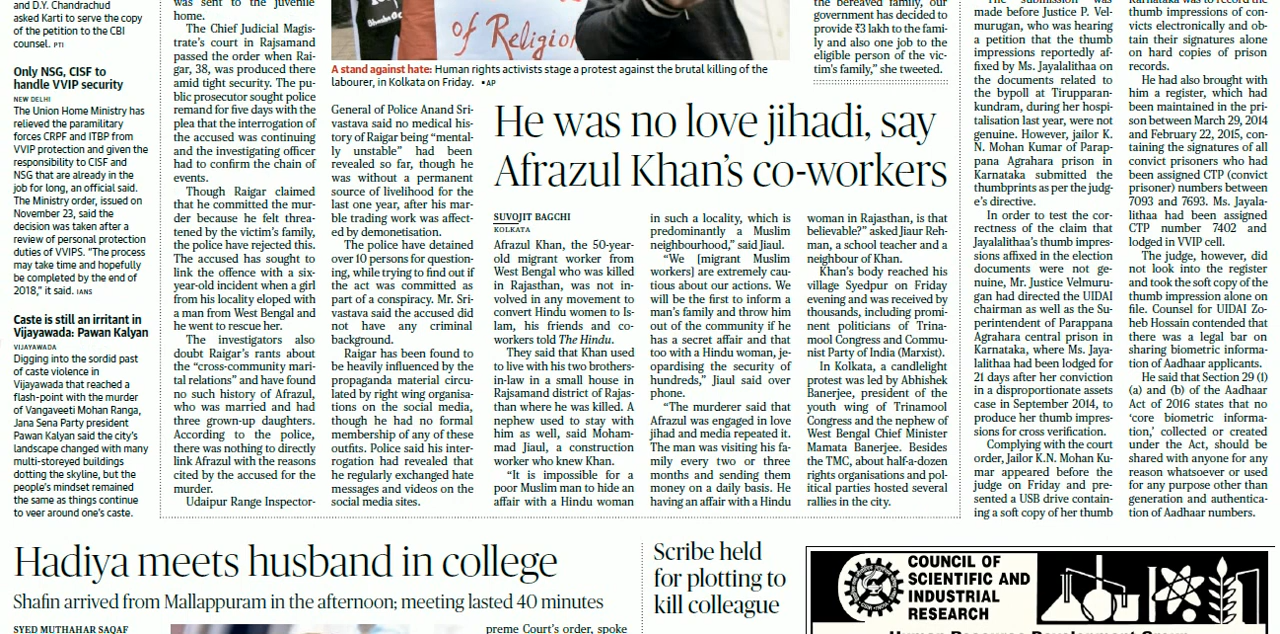 and D.Y. Chandrachud
asked Karti to serve the copy
of the petition to the CBI
counsel. PTI
Only NSG, CISF to
handle VVIP security
NEW DELHI
The Union Home Ministry has
relieved the paramilitary
forces CRPF and ITBP from
VVIP protection and given the
responsibility to CISF and
NSG that are already in the
job for long, an official said.
The Ministry order, issued on
November 23, said the
decision was taken after a
review of personal protection
duties of VVIPS. “The process
may take time and hopefully
be completed by the end of
2018,” it said. IANS
Caste is still an irritant in
Vijayawada: Pawan Kalyan
VIJAYAWADA
Digging into the sordid past
of caste violence in
Vijayawada that reached a
flash-point with the murder
of Vangaveeti Mohan Ranga,
Jana Sena Party president
Pawan Kalyan said the city’s
landscape changed with many
multi-storeyed buildings
dotting the skyline, but the
people’s mindset remained
the same as things continue
to veer around one’s caste.
was sent to the juvenile
home.
The Chief Judicial Magis-
trate’s court in Rajsamand
passed the order when Rai-
gar, 38, was produced there
amid tight security. The pu-
blic prosecutor sought police
remand for five days with the
plea that the interrogation of
the accused was continuing
and the investigating officer
had to confirm the chain of
events.
Though Raigar claimed
that he committed the mur-
der because he felt threa-
tened by the victim’s family,
the police have rejected this.
The accused has sought to
link the offence with a six-
year-old incident when a girl
from his locality eloped with
a man from West Bengal and
he went to rescue her.
The investigators also
doubt Raigar’s rants about
the “cross-community mari-
tal relations” and have found
no such history of Afrazul,
who was married and had
three grown-up daughters.
According to the police,
there was nothing to directly
link Afrazul with the reasons
cited by the accused for the
murder.
Udaipur Range Inspector-
of Religion
A stand against hate: Human rights activists stage a protest against the brutal killing of the
labourer, in Kolkata on Friday. •AP
General of Police Anand Sri-
vastava said no medical his-
tory of Raigar being “mental-
ly unstable” had been
revealed so far, though he
was without a permanent
source of livelihood for the
last one year, after his mar-
ble trading work was affect-
ed by demonetisation.
The police have detained
over 10 persons for question-
ing, while trying to find out if
the act was committed as
part of a conspiracy. Mr. Sri-
vastava said the accused did
not have any criminal
background.
Raigar has been found to
be heavily influenced by the
propaganda material circu-
lated by right wing organisa-
tions on the social media,
though he had no formal
membership of any of these
outfits. Police said his inter-
rogation had revealed that
he regularly exchanged hate
messages and videos on the
social media sites.
the bereaved family, our
government has decided to
provide ₹3 lakh to the fami-
ly and also one job to the
eligible person of the vic-
tim’s family,” she tweeted.
He was no love jihadi, say
Afrazul Khan’s co-workers
SUVOJIT BAGCHI
KOLKATA
Afrazul Khan, the 50-year-
old migrant worker from
West Bengal who was killed
in Rajasthan, was not in-
volved in any movement to
convert Hindu women to Is-
lam, his friends and co-
workers told The Hindu.
They said that Khan used
to live with his two brothers-
in-law in a small house in
Rajsamand district of Rajas-
than where he was killed. A
nephew used to stay with
him as well, said Moham-
mad Jiaul, a construction
worker who knew Khan.
“It is impossible for a
poor Muslim man to hide an
affair with a Hindu woman
in such a locality, which is
predominantly a Muslim
neighbourhood,” said Jiaul.
“We [migrant Muslim
workers] are extremely cau-
tious about our actions. We
will be the first to inform a
man’s family and throw him
out of the community if he
has a secret affair and that
too with a Hindu woman, je-
opardising the security of
hundreds,” Jiaul said over
phone.
“The murderer said that
Afrazul was engaged in love
jihad and media repeated it.
The man was visiting his fa-
mily every two or three
months and sending them
money on a daily basis. He
having an affair with a Hindu
woman in Rajasthan, is that
believable?” asked Jiaur Reh-
man, a school teacher and a
neighbour of Khan.
Khan’s body reached his
village Syedpur on Friday
evening and was received by
thousands, including promi-
nent politicians of Trina-
mool Congress and Commu-
nist Party of India (Marxist).
In Kolkata, a candlelight
protest was led by Abhishek
Banerjee, president of the
youth wing of Trinamool
Congress and the nephew of
West Bengal Chief Minister
Mamata Banerjee. Besides
the TMC, about half-a-dozen
rights organisations and pol-
itical parties hosted several
rallies in the city.
The submission was
made before Justice P. Vel-
murugan, who was hearing
a petition that the thumb
impressions reportedly af-
fixed by Ms. Jayalalithaa on
the documents related to
the bypoll at Tirupparan-
kundram, during her hospi-
talisation last year, were not
genuine. However, jailor K.
N. Mohan Kumar of Parap-
pana Agrahara prison in
Karnataka submitted the
thumbprints as per the judg-
e’s directive.
In order to test the cor-
rectness of the claim that
Jayalalithaa’s thumb impres-
sions affixed in the election
documents were not ge-
nuine, Mr. Justice Velmuru-
gan had directed the UIDAI
chairman as well as the Su-
perintendent of Parappana
Agrahara central prison in
Karnataka, where Ms. Jaya-
lalithaa had been lodged for
21 days after her conviction
in a disproportionate assets
case in September 2014, to
produce her thumb impres-
sions for cross verification.
Complying with the court
order, Jailor K.N. Mohan Ku-
mar appeared before the
judge on Friday and pre-
sented a USB drive contain-
ing a soft copy of her thumb
Karnataka was to record the
thumb impressions of con-
victs electronically and ob-
tain their signatures alone
on hard copies of prison
records.
He had also brought with
him a register, which had
been maintained in the pri-
son between March 29, 2014
and February 22, 2015, con-
taining the signatures of all
convict prisoners who had
been assigned CTP (convict
prisoner) numbers between
7093 and 7693. Ms. Jayala-
lithaa had been assigned
CTP number 7402 and
lodged in VVIP cell.
The judge, however, did
not look into the register
and took the soft copy of the
thumb impression alone on
file. Counsel for UIDAI Zo-
heb Hossain contended that
there was a legal bar on
sharing biometric informa-
tion of Aadhaar applicants.
He said that Section 29 (1)
(a) and (b) of the Aadhaar
Act of 2016 states that no
‘core biometric informa-
tion,’ collected or created
under the Act, should be
shared with anyone for any
reason whatsoever or used
for any purpose other than
generation and authentica-
tion of Aadhaar numbers.
Hadiya meets husband in college
Shafin arrived from Mallappuram in the afternoon; meeting lasted 40 minutes
SYED MUTHAHAR SAQAF
preme Court’s order, spoke
Scribe held
for plotting to
kill colleague
COUNCIL OF
SCIENTIFIC AND
INDUSTRIAL
RESEARCH
Human Resource Development Group